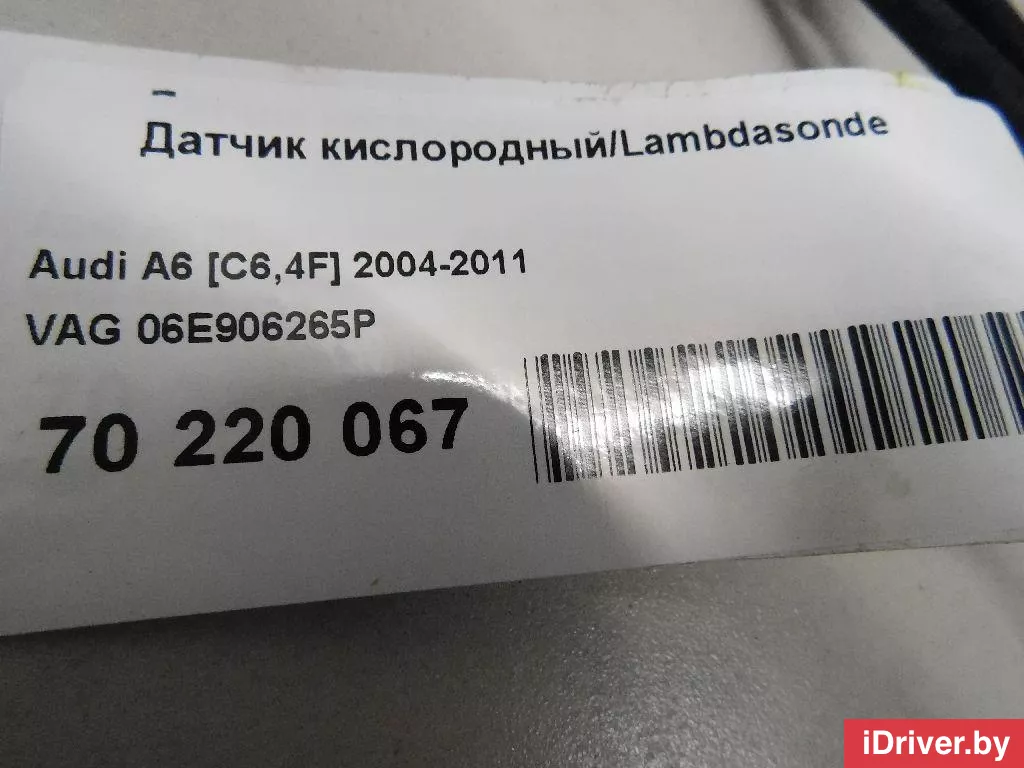 Датчик кислородный/Lambdasonde
Audi A6 [C6,4F] 2004-2011
VAG 06E906265P
70 220 067
iDriver.by